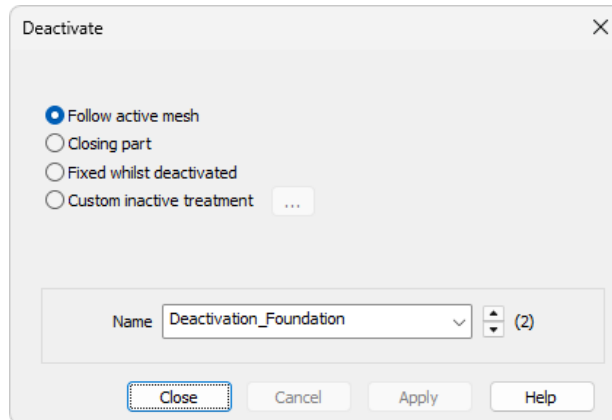 Deactivate
Follow active mesh
Closing part
Fixed whilst deactivated
Custom inactive treatment ...
Name Deactivation_Foundation (2)
Close Cancel Apply Help